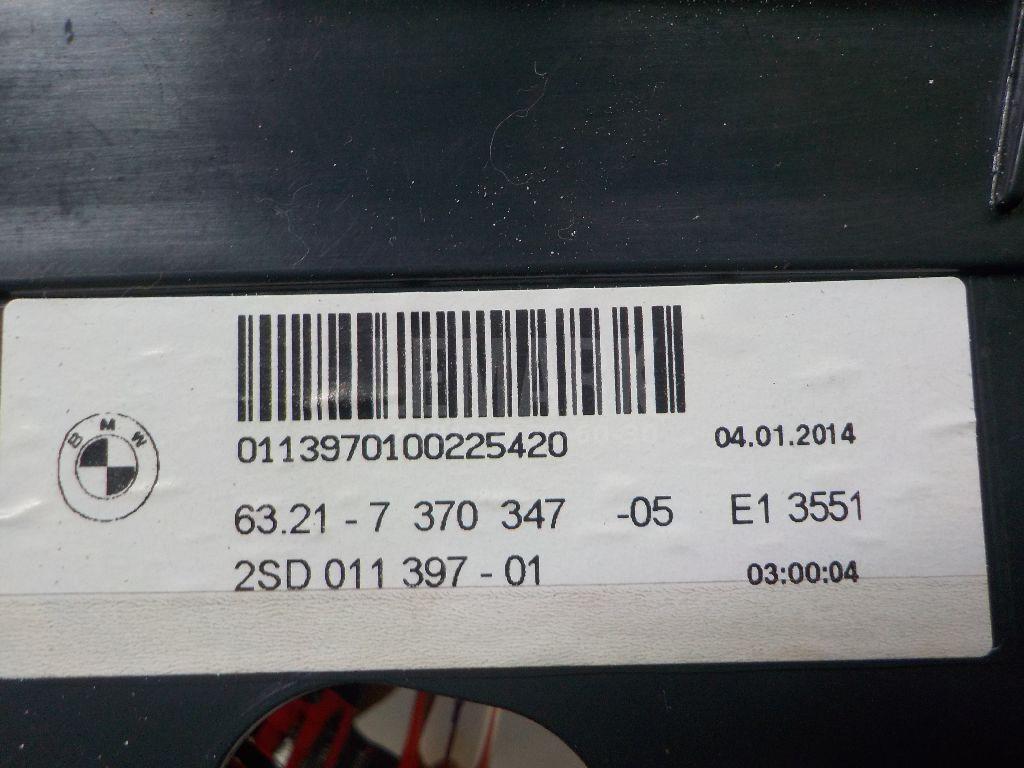 0113970100225420
04.01.2014
BMW
63.21 - 7 370 347 -05 E1 3551
2SD 011 397 - 01
03:00:04